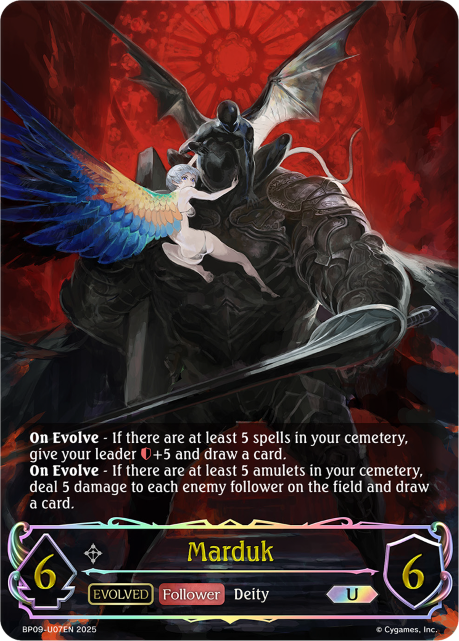 On Evolve - If there are at least 5 spells in your cemetery,
give your leader +5 and draw a card.
On Evolve - If there are at least 5 amulets in your cemetery,
deal 5 damage to each enemy follower on the field and draw
a card.
Marduk
6
6
EVOLVED Follower Deity U
BP09-U07EN 2025 © Cygames, Inc.